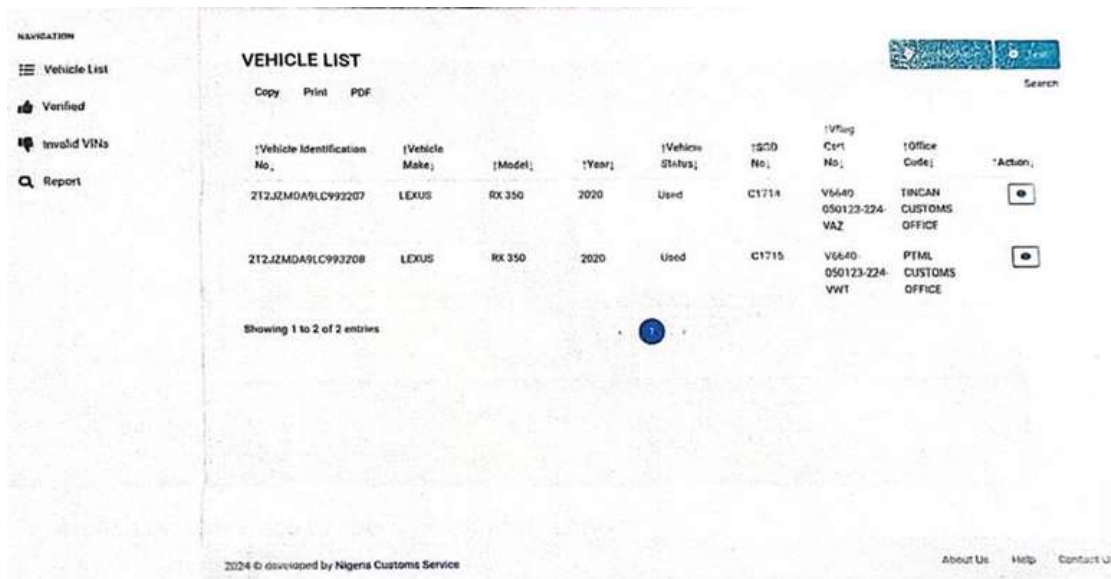 NAVIGATION
Vehicle List
Verified
Invalid VINs
Report
VEHICLE LIST
Copy Print PDF
Search
↑Vehicle Identification No↓ ↑Vehicle Make↓ ↑Model↓ ↑Year↓ ↑Vehicle Status↓ ↑SGD No↓ ↑VReg Cert No↓ ↑Office Code↓ ↑Action↓
2T2JZMDA9LC993207 LEXUS RX 350 2020 Used C1714 V6640-050123-224-VAZ TINCAN CUSTOMS OFFICE
2T2JZMDA9LC993208 LEXUS RX 350 2020 Used C1715 V6640-050123-224-VWT PTML CUSTOMS OFFICE
Showing 1 to 2 of 2 entries
1
2024 © developed by Nigeria Customs Service
About Us Help Contact U